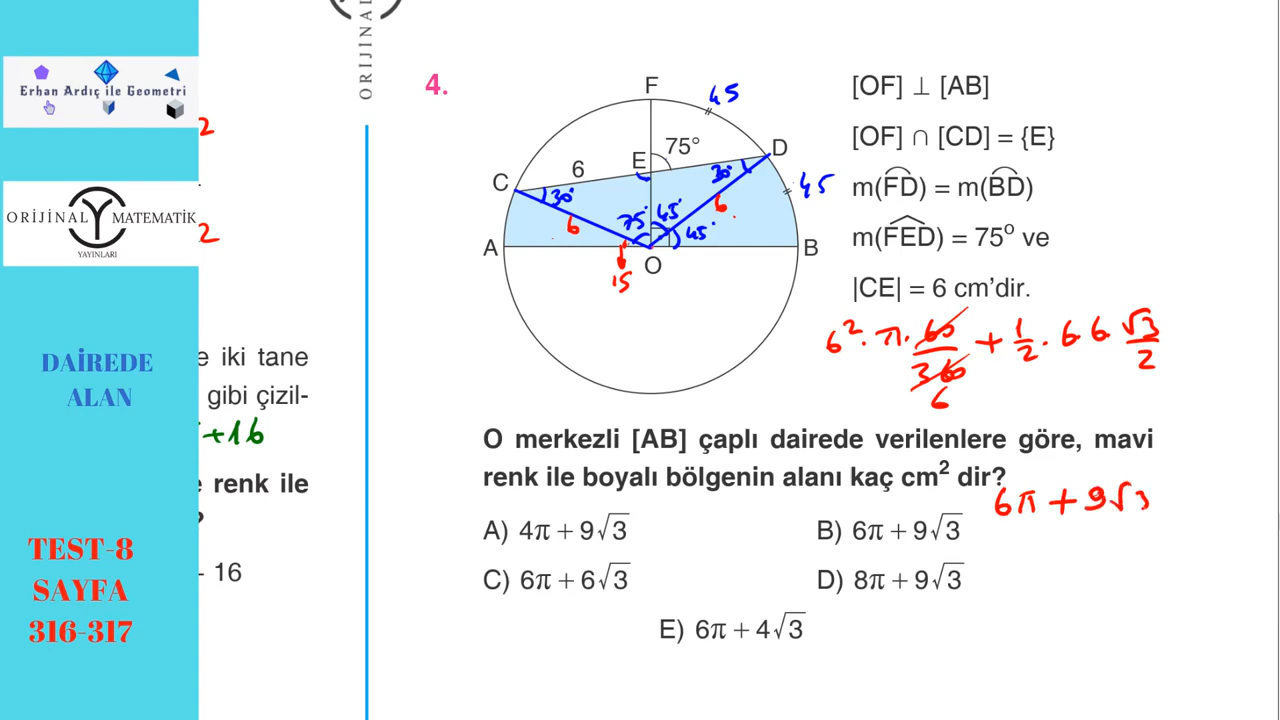 ORİJİNAL
Erhan Ardıç ile Geometri
2
ORİJİNAL MATEMATİK
YAYINLARI
2
DAİREDE
ALAN
e iki tane
gibi çizil-
+16
e renk ile
?
- 16
TEST-8
SAYFA
316-317
4.
F
45
75°
E
D
6
C
30°
30°
45
6
6
75° 45°
45°
A
B
O
15
[OF] ⊥ [AB]
[OF] ∩ [CD] = {E}
m(FD) = m(BD)
m(FED) = 75° ve
|CE| = 6 cm'dir.
6² . π . 60/360 + 1/2 . 6 6 √3/2
6
O merkezli [AB] çaplı dairede verilenlere göre, mavi
renk ile boyalı bölgenin alanı kaç cm² dir?
6π + 9√3
A) 4π + 9√3 B) 6π + 9√3
C) 6π + 6√3 D) 8π + 9√3
E) 6π + 4√3